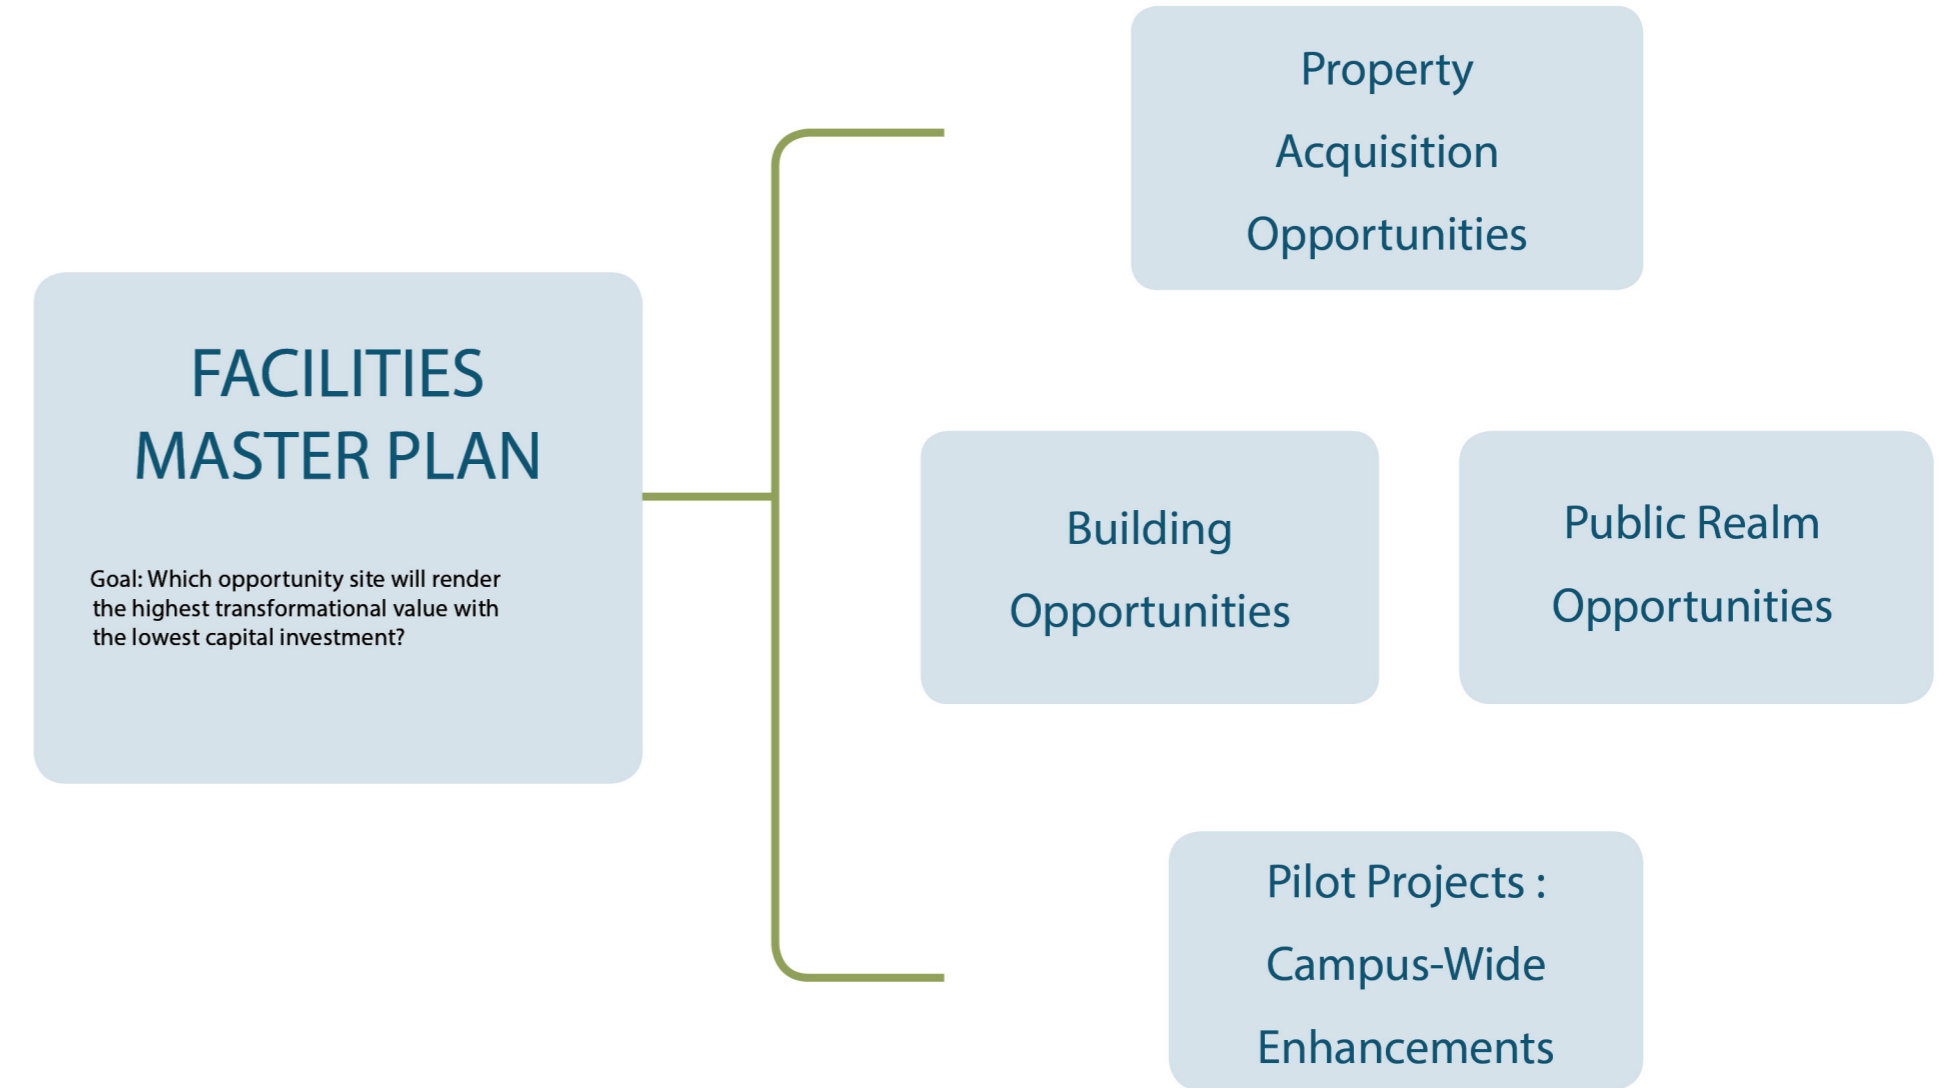 FACILITIES
MASTER PLAN
Goal: Which opportunity site will render
the highest transformational value with
the lowest capital investment?
Property
Acquisition
Opportunities
Building
Opportunities
Public Realm
Opportunities
Pilot Projects :
Campus-Wide
Enhancements